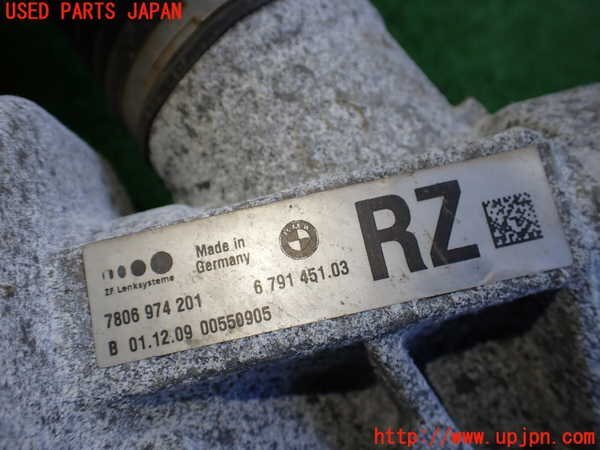 USED PARTS JAPAN
ZF Lenksysteme
Made in
Germany
BMW
RZ
7806 974 201
6 791 451.03
B 01.12.09 00550905
http://www.upjpn.com/